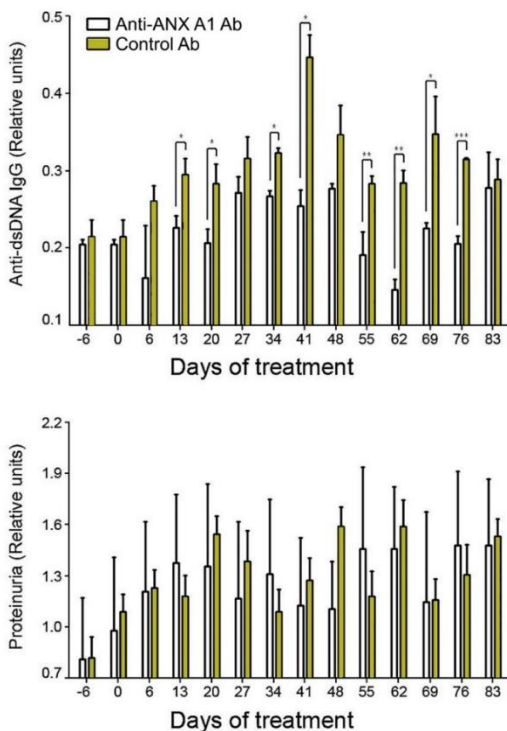 Anti-ANX A1 Ab
Control Ab
Anti-dsDNA IgG (Relative units)
0.5
0.3
0.2
0.1
* * * * ** ** * ***
-6 0 6 13 20 27 34 41 48 55 62 69 76 83
Days of treatment
Proteinuria (Relative units)
2.2
1.9
1.6
1.3
1.0
0.7
-6 0 6 13 20 27 34 41 48 55 62 69 76 83
Days of treatment